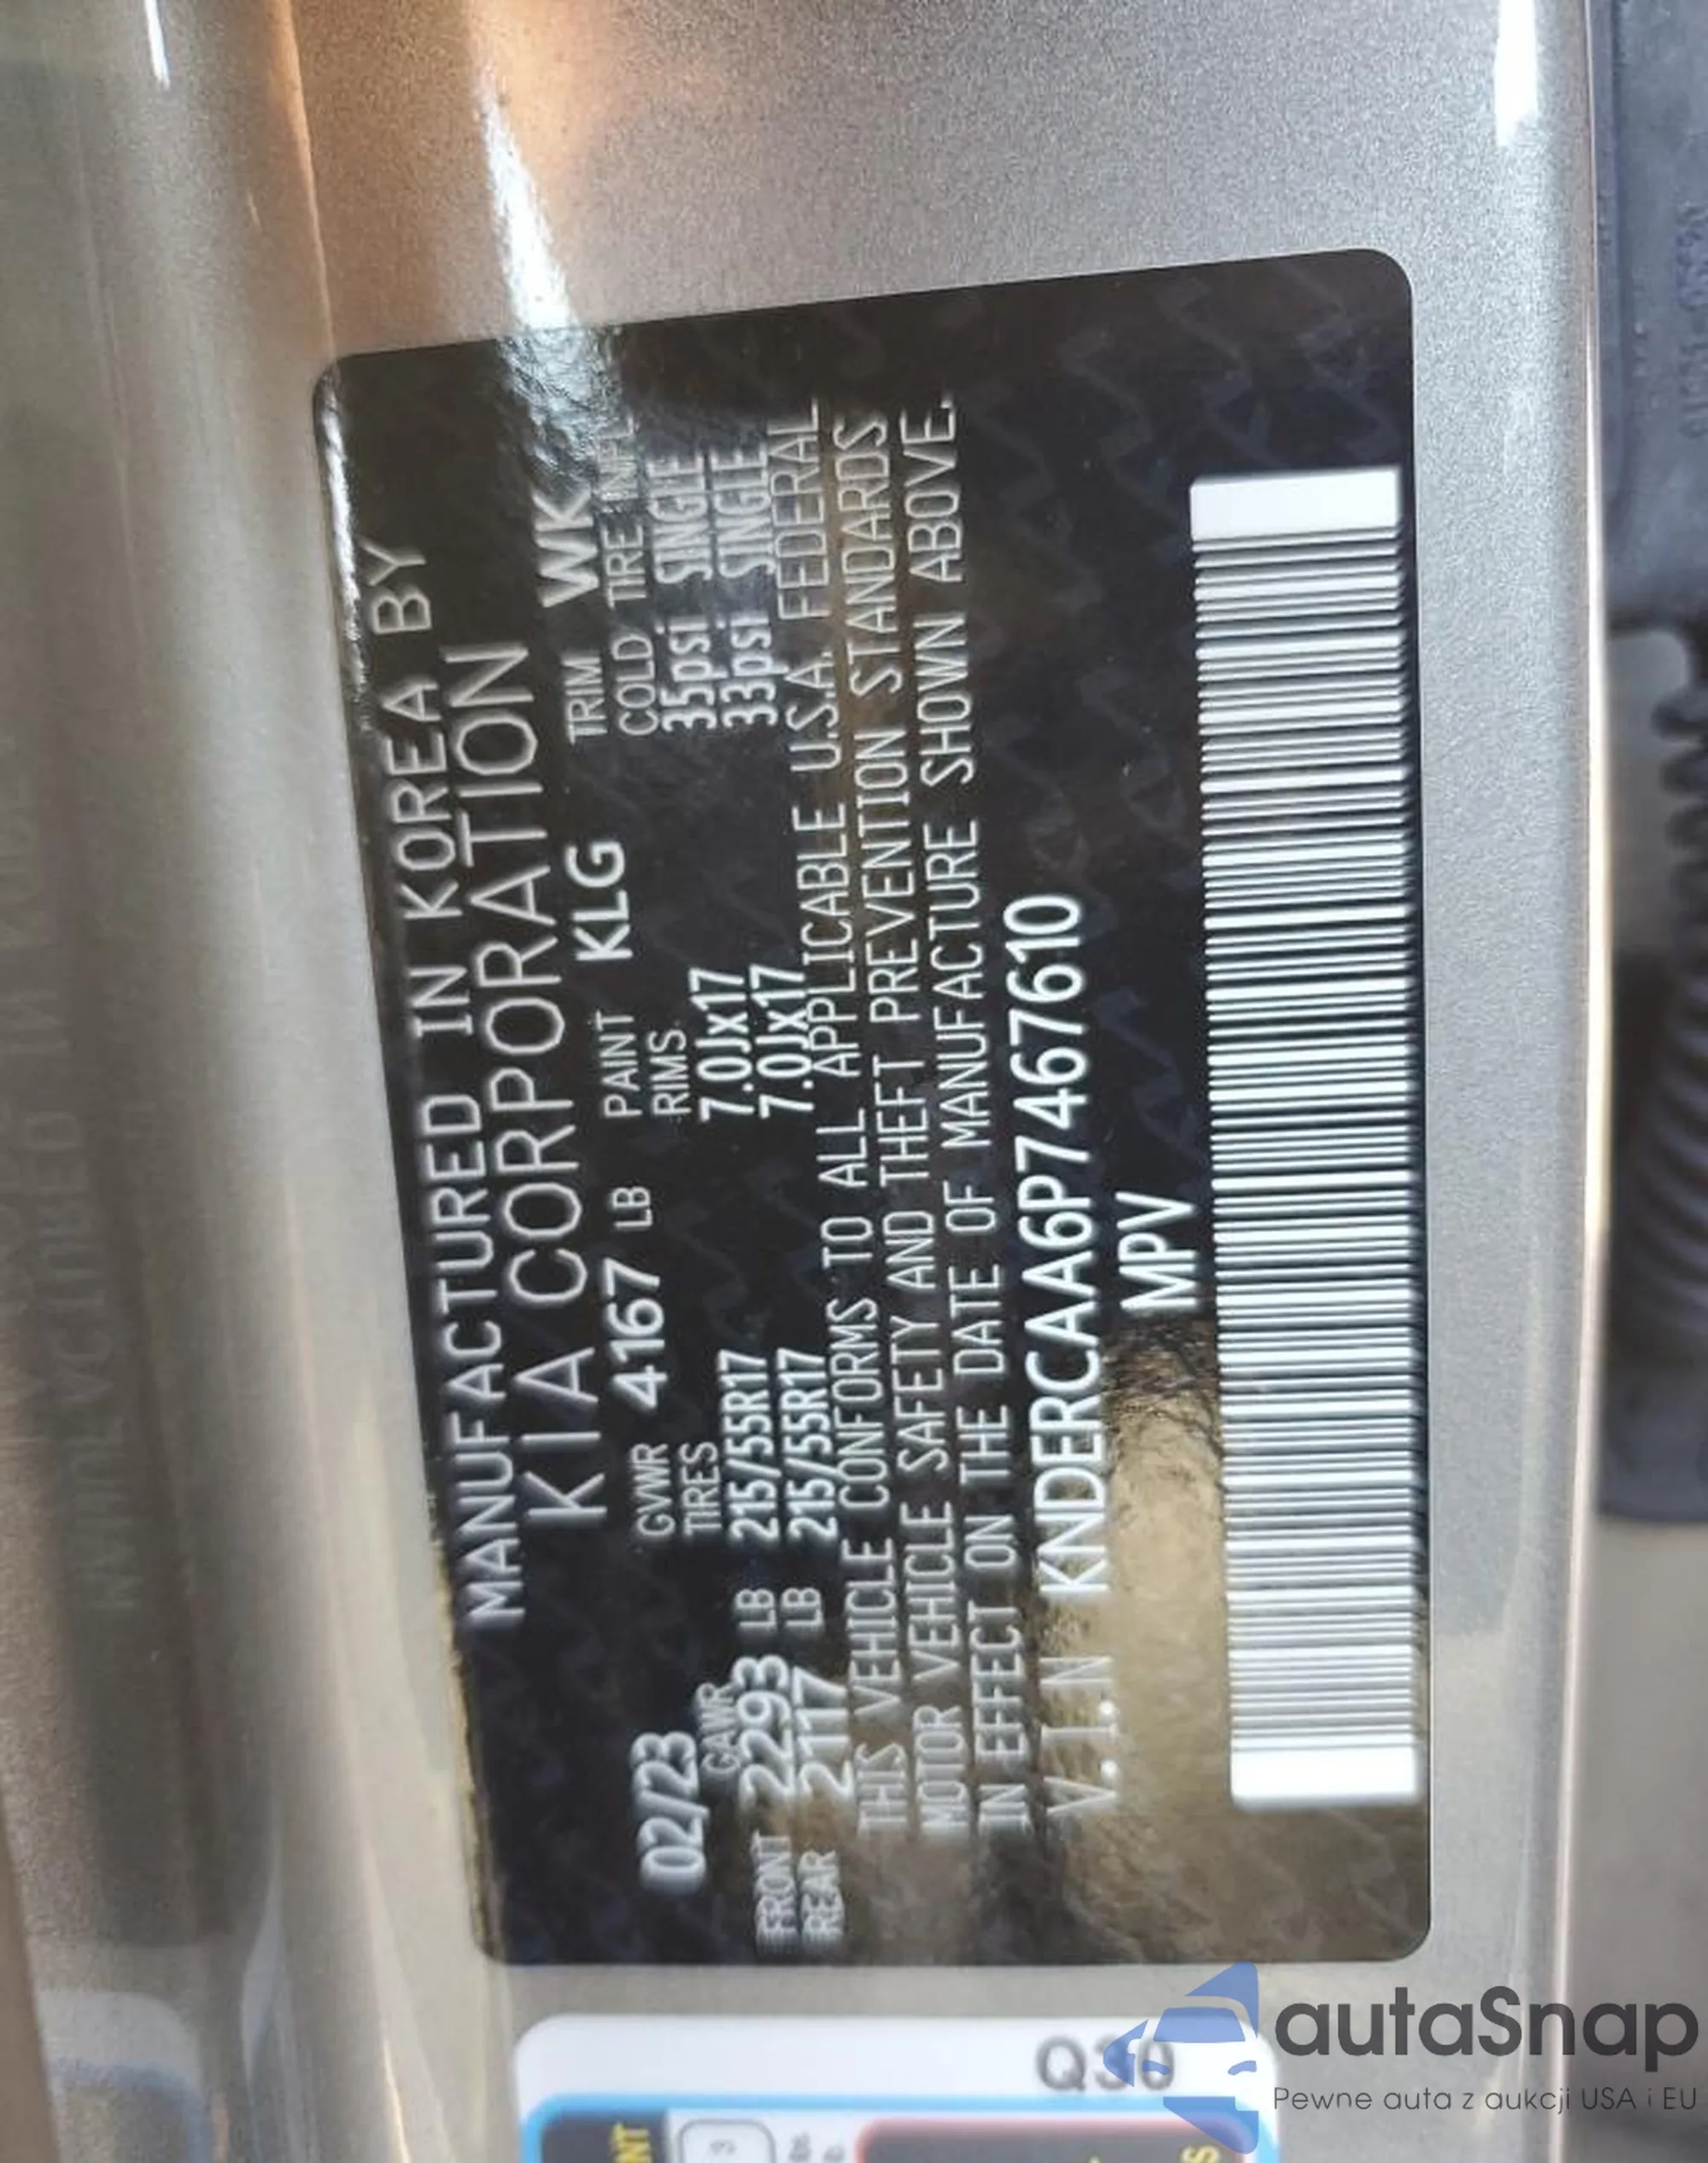 MANUFACTURED IN KOREA BY
KIA CORPORATION
02/23 GVWR 4167 LB PAINT KLG TRIM WK
GAWR TIRES RIMS COLD TIRE INFL
FRONT 2293 LB 215/55R17 7.0Jx17 35psi SINGLE
REAR 2117 LB 215/55R17 7.0Jx17 33psi SINGLE
THIS VEHICLE CONFORMS TO ALL APPLICABLE U.S.A. FEDERAL
MOTOR VEHICLE SAFETY AND THEFT PREVENTION STANDARDS
IN EFFECT ON THE DATE OF MANUFACTURE SHOWN ABOVE.
V.I.N KNDERCAA6P7467610
MPV
autaSnap
Pewne auta z aukcji USA i EU